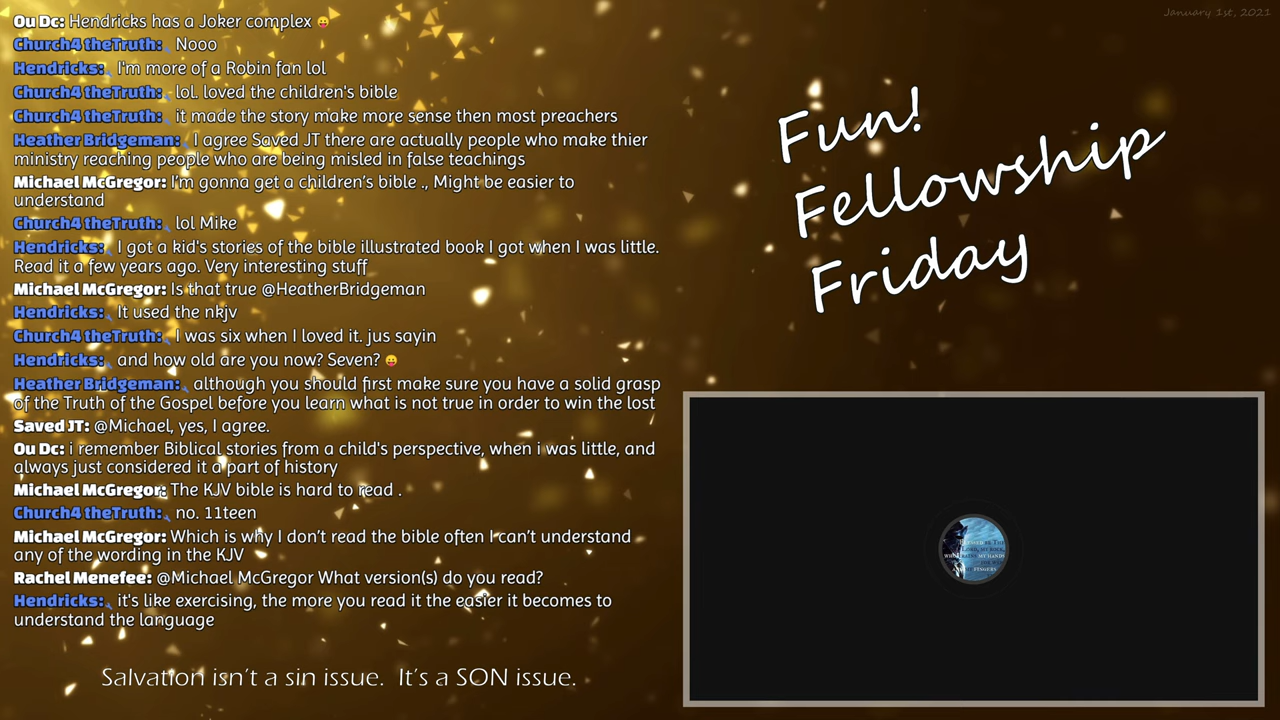 Ou Dc: Hendricks has a Joker complex 😛
Church4 theTruth: Nooo
Hendricks: I'm more of a Robin fan lol
Church4 theTruth: lol. loved the children's bible
Church4 theTruth: it made the story make more sense then most preachers
Heather Bridgeman: I agree Saved JT there are actually people who make thier
ministry reaching people who are being misled in false teachings
Michael McGregor: I'm gonna get a children's bible ., Might be easier to
understand
Church4 theTruth: lol Mike
Hendricks: I got a kid's stories of the bible illustrated book I got when I was little.
Read it a few years ago. Very interesting stuff
Michael McGregor: Is that true @HeatherBridgeman
Hendricks: It used the nkjv
Church4 theTruth: I was six when I loved it. jus sayin
Hendricks: and how old are you now? Seven? 😛
Heather Bridgeman: although you should first make sure you have a solid grasp
of the Truth of the Gospel before you learn what is not true in order to win the lost
Saved JT: @Michael, yes, I agree.
Ou Dc: i remember Biblical stories from a child's perspective, when i was little, and
always just considered it a part of history
Michael McGregor: The KJV bible is hard to read .
Church4 theTruth: no. 11teen
Michael McGregor: Which is why I don't read the bible often I can't understand
any of the wording in the KJV
Rachel Menefee: @Michael McGregor What version(s) do you read?
Hendricks: it's like exercising, the more you read it the easier it becomes to
understand the language
Salvation isn't a sin issue. It's a SON issue.
January 1st, 2021
Fun!
Fellowship
Friday
Lord, my rock,
my hands
fingers